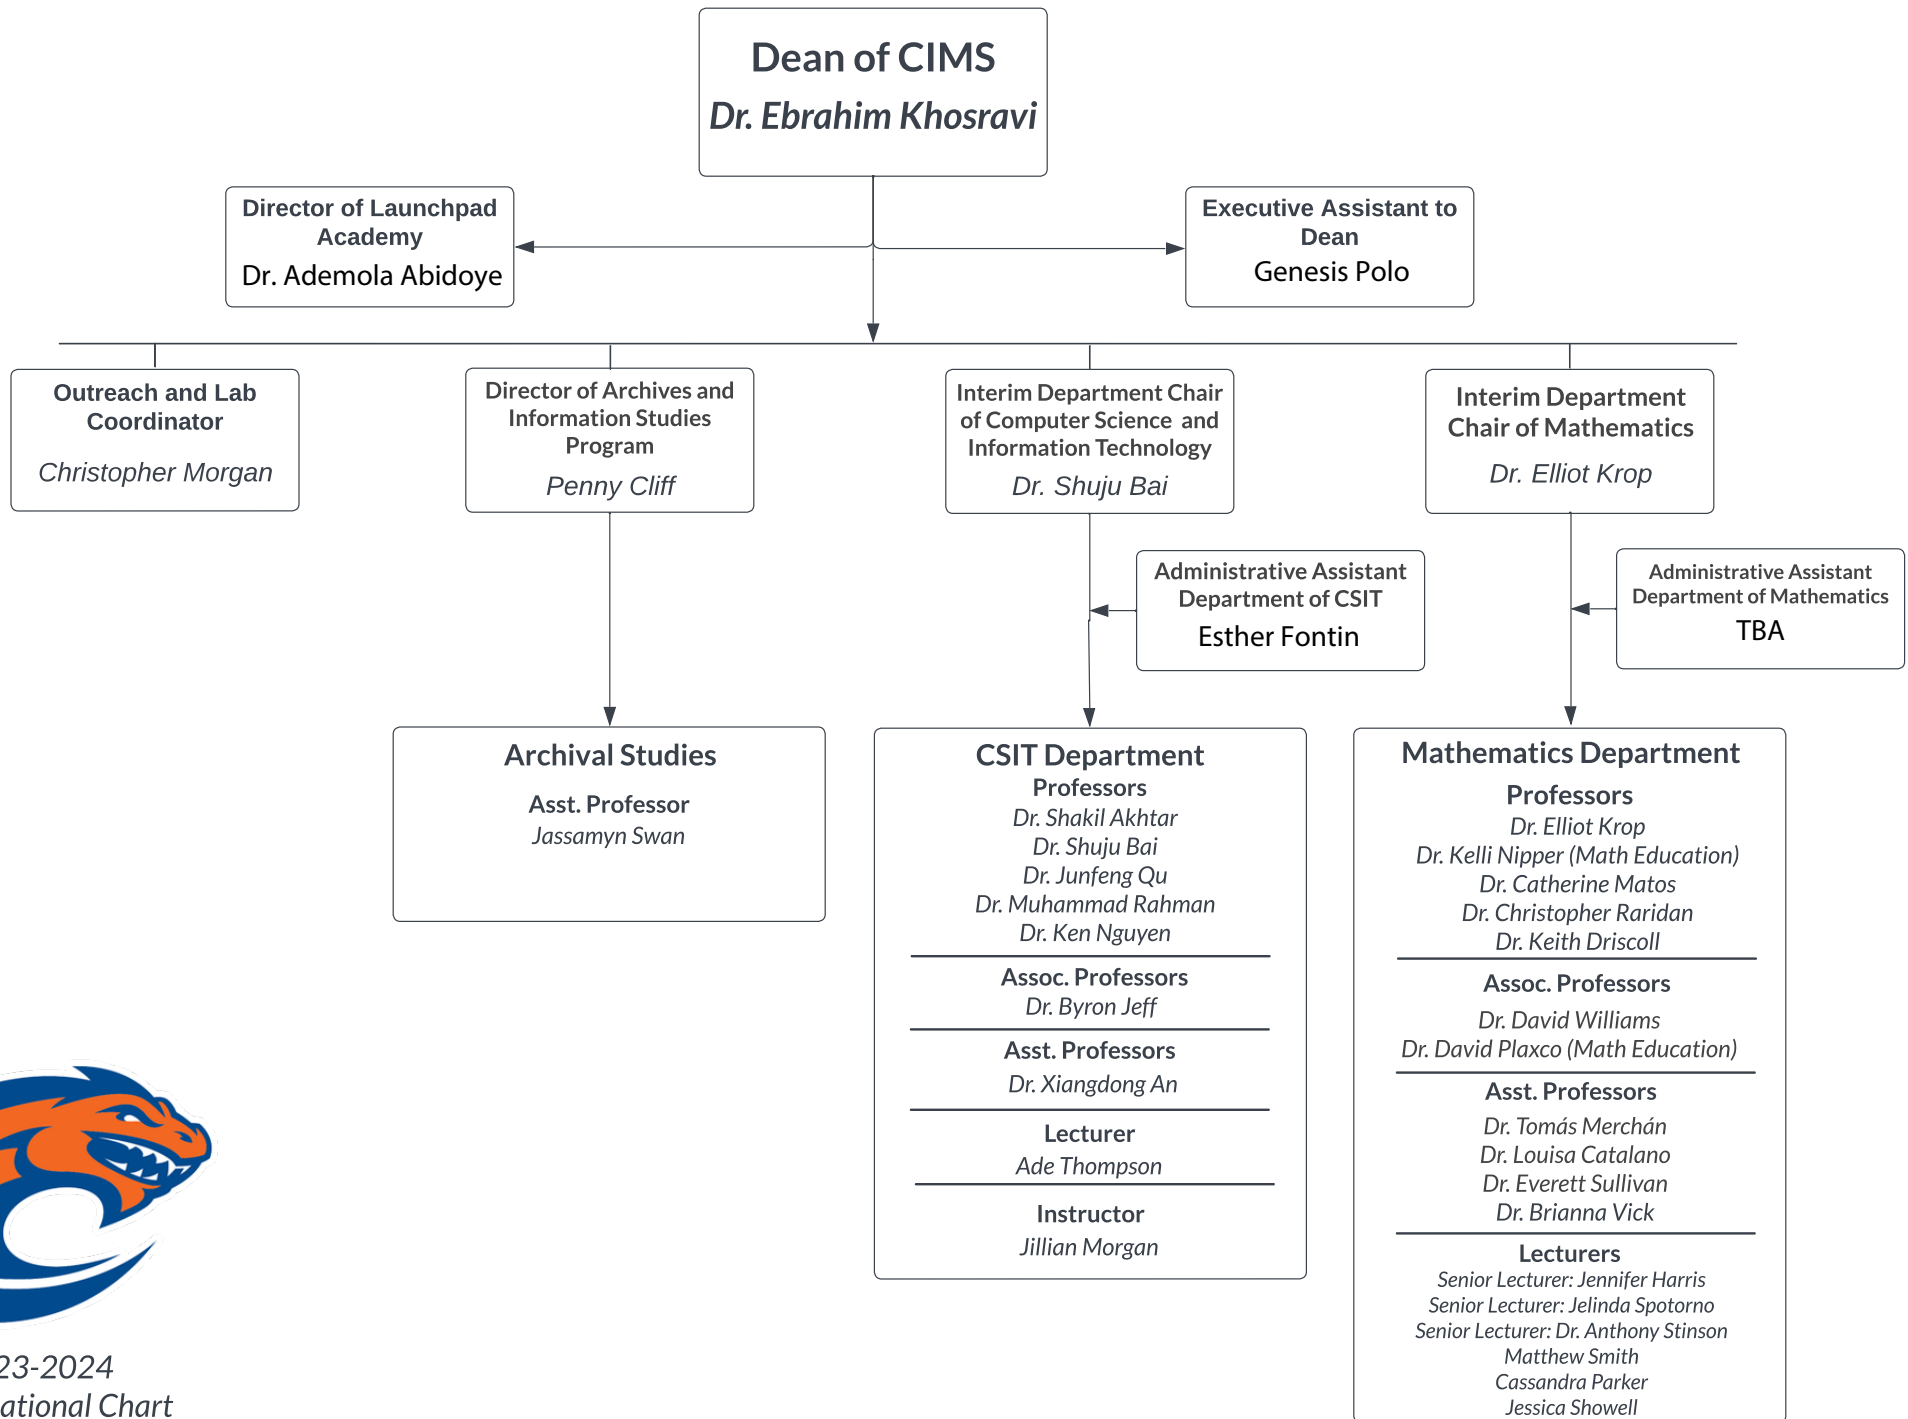 Dean of CIMS
Dr. Ebrahim Khosravi
Director of Launchpad
Academy
Dr. Ademola Abidoye
Executive Assistant to
Dean
Genesis Polo
Outreach and Lab
Coordinator
Christopher Morgan
Director of Archives and
Information Studies
Program
Penny Cliff
Interim Department Chair
of Computer Science and
Information Technology
Dr. Shuju Bai
Interim Department
Chair of Mathematics
Dr. Elliot Krop
Administrative Assistant
Department of CSIT
Esther Fontin
Administrative Assistant
Department of Mathematics
TBA
Archival Studies
Asst. Professor
Jassamyn Swan
CSIT Department
Professors
Dr. Shakil Akhtar
Dr. Shuju Bai
Dr. Junfeng Qu
Dr. Muhammad Rahman
Dr. Ken Nguyen
Assoc. Professors
Dr. Byron Jeff
Asst. Professors
Dr. Xiangdong An
Lecturer
Ade Thompson
Instructor
Jillian Morgan
Mathematics Department
Professors
Dr. Elliot Krop
Dr. Kelli Nipper (Math Education)
Dr. Catherine Matos
Dr. Christopher Raridan
Dr. Keith Driscoll
Assoc. Professors
Dr. David Williams
Dr. David Plaxco (Math Education)
Asst. Professors
Dr. Tomás Merchán
Dr. Louisa Catalano
Dr. Everett Sullivan
Dr. Brianna Vick
Lecturers
Senior Lecturer: Jennifer Harris
Senior Lecturer: Jelinda Spotorno
Senior Lecturer: Dr. Anthony Stinson
Matthew Smith
Cassandra Parker
Jessica Showell
23-2024
ational Chart